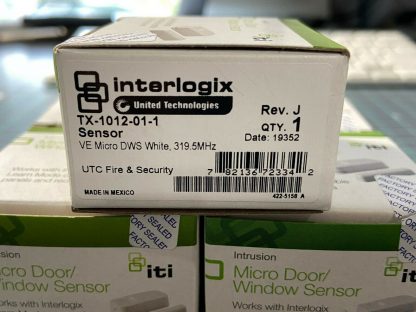 interlogix
United Technologies
TX-1012-01-1
Sensor
VE Micro DWS White, 319.5MHz
Rev. J
QTY. 1
Date: 19352
UTC Fire & Security
7 82136 72334 2
MADE IN MEXICO
422-5158 A
FACTORY SEALED
Intrusion
Micro Door/
Window Sensor
Works with Interlogix
iti
Intrusion
Micro Door/
Window Sensor
Works with Interlogix
iti